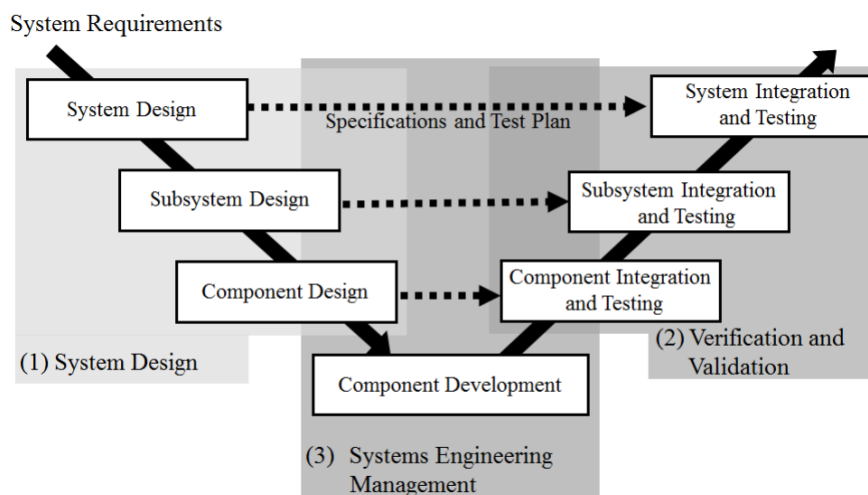 System Requirements
System Design
System Integration
and Testing
Specifications and Test Plan
Subsystem Design
Subsystem Integration
and Testing
Component Design
Component Integration
and Testing
(1) System Design
(2) Verification and
Validation
Component Development
(3) Systems Engineering
Management